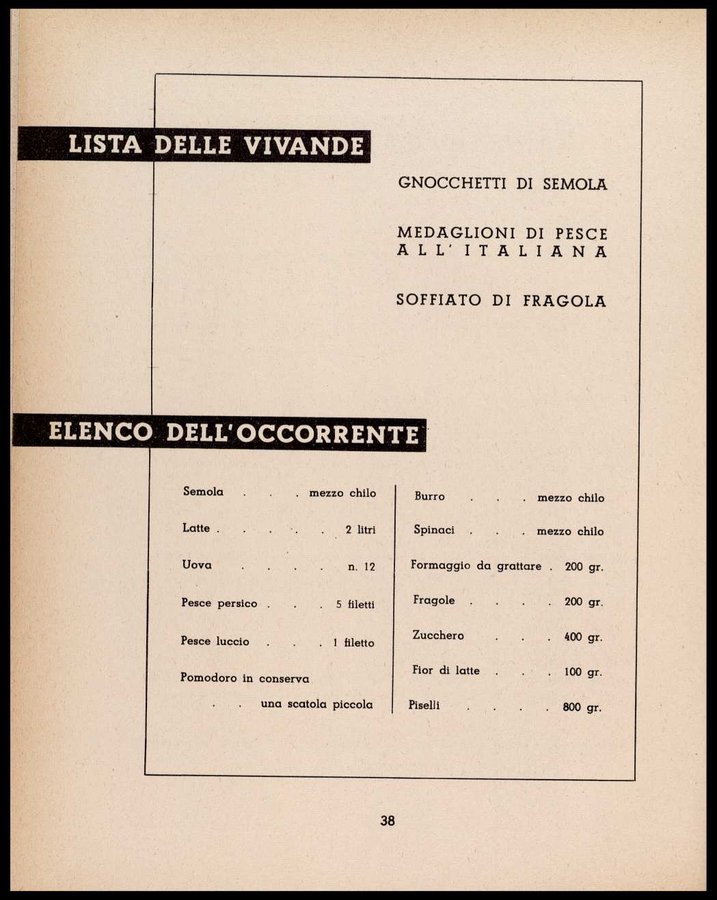 LISTA DELLE VIVANDE
GNOCCHETTI DI SEMOLA
MEDAGLIONI DI PESCE
ALL'ITALIANA
SOFFIATO DI FRAGOLA
ELENCO DELL'OCCORRENTE
Semola . . . mezzo chilo
Latte . . . . . 2 litri
Uova . . . . n. 12
Pesce persico . . . 5 filetti
Pesce luccio . . . 1 filetto
Pomodoro in conserva
. . una scatola piccola
Burro . . . mezzo chilo
Spinaci . . . mezzo chilo
Formaggio da grattare . 200 gr.
Fragole . . . . 200 gr.
Zucchero . . . 400 gr.
Fior di latte . . . 100 gr.
Piselli . . . . 800 gr.
38